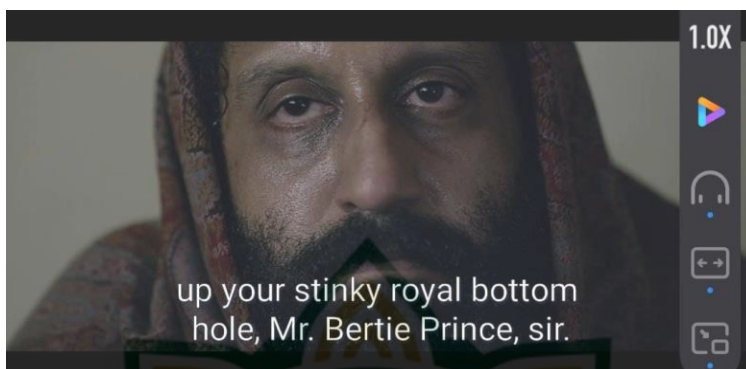 1.0X
up your stinky royal bottom
hole, Mr. Bertie Prince, sir.